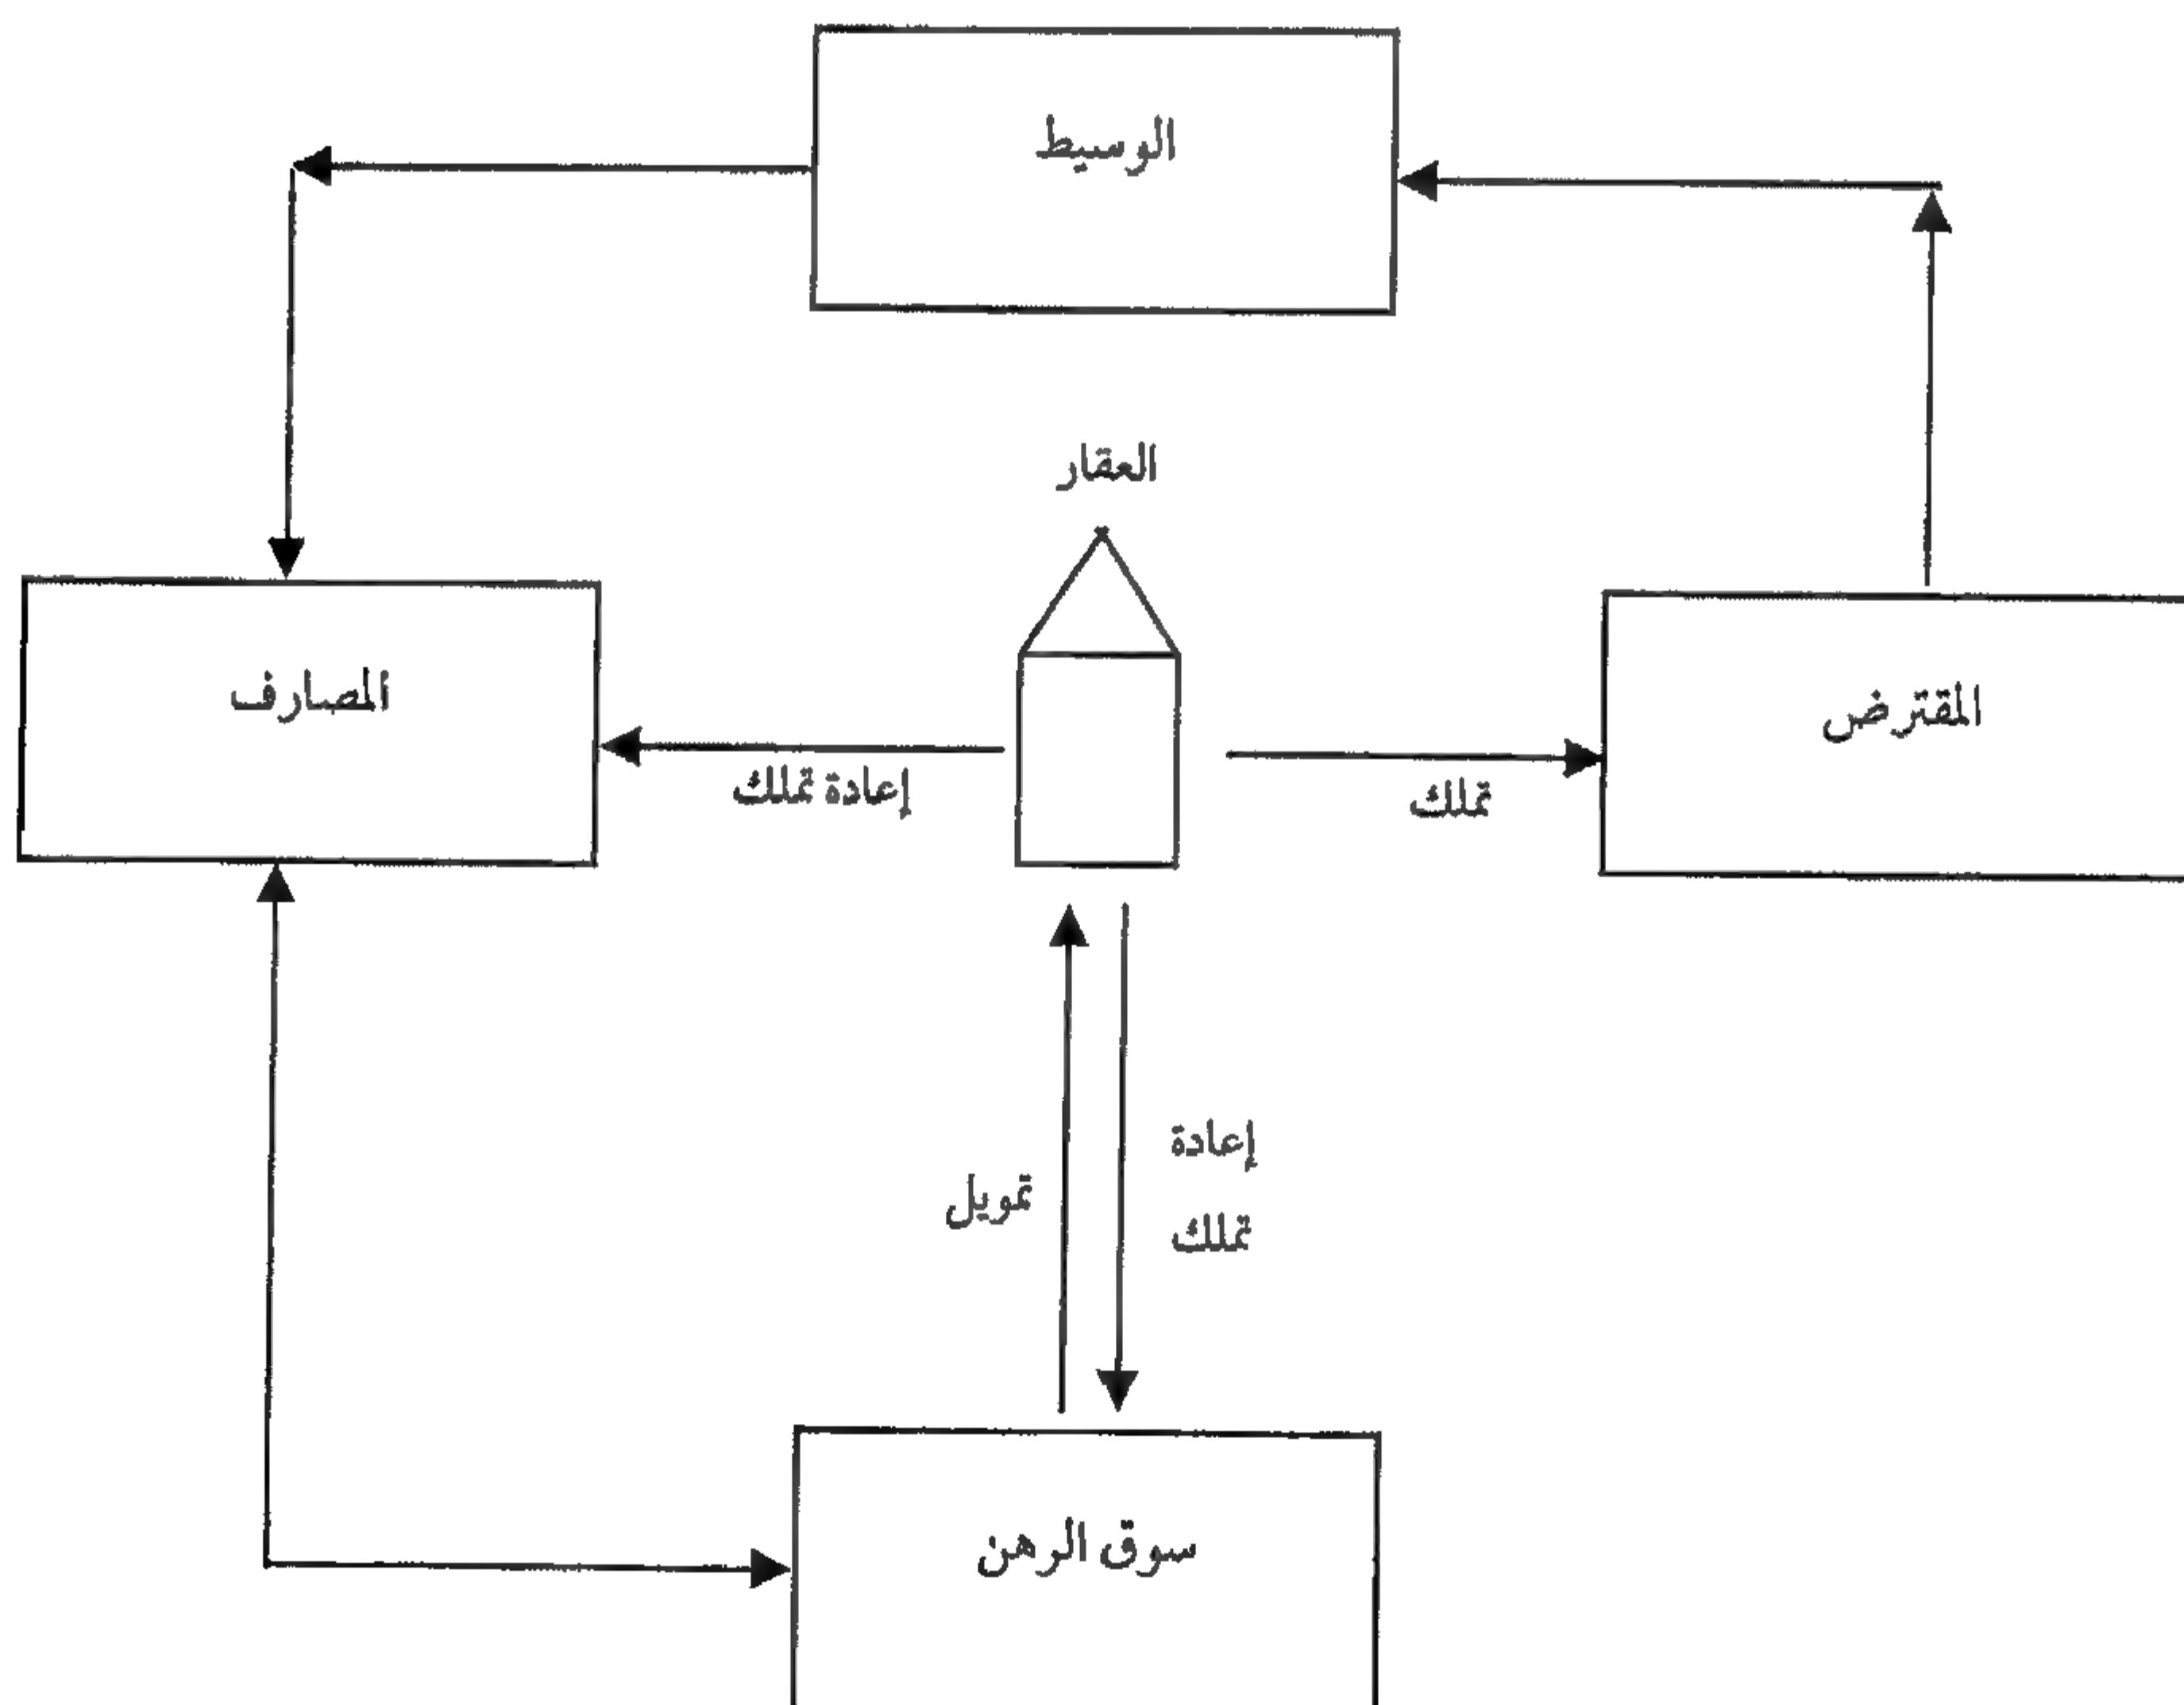 الوسيط
العقار
المقترض
المصارف
تملك
إعادة تملك
إعادة
تملك
تمويل
سوق الرهن